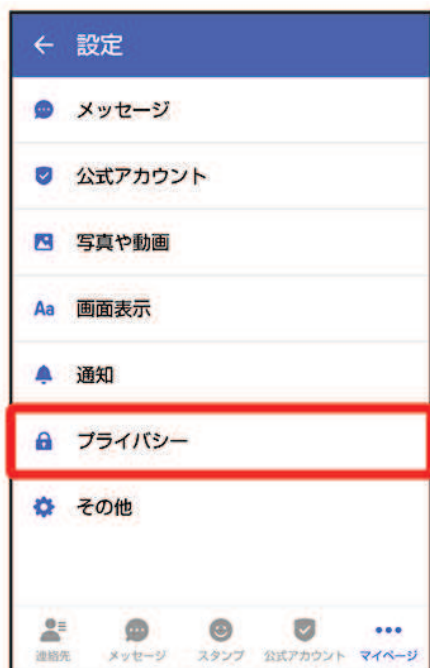 設定
メッセージ
公式アカウント
写真や動画
Aa 画面表示
通知
プライバシー
その他
連絡先 メッセージ スタンプ 公式アカウント マイページ